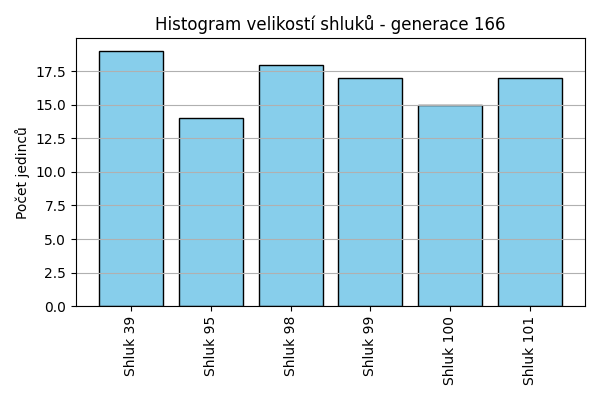 Histogram velikostí shluků - generace 166
Počet jedinců
17.5
15.0
12.5
10.0
7.5
5.0
2.5
0.0
Shluk 39
Shluk 95
Shluk 98
Shluk 99
Shluk 100
Shluk 101